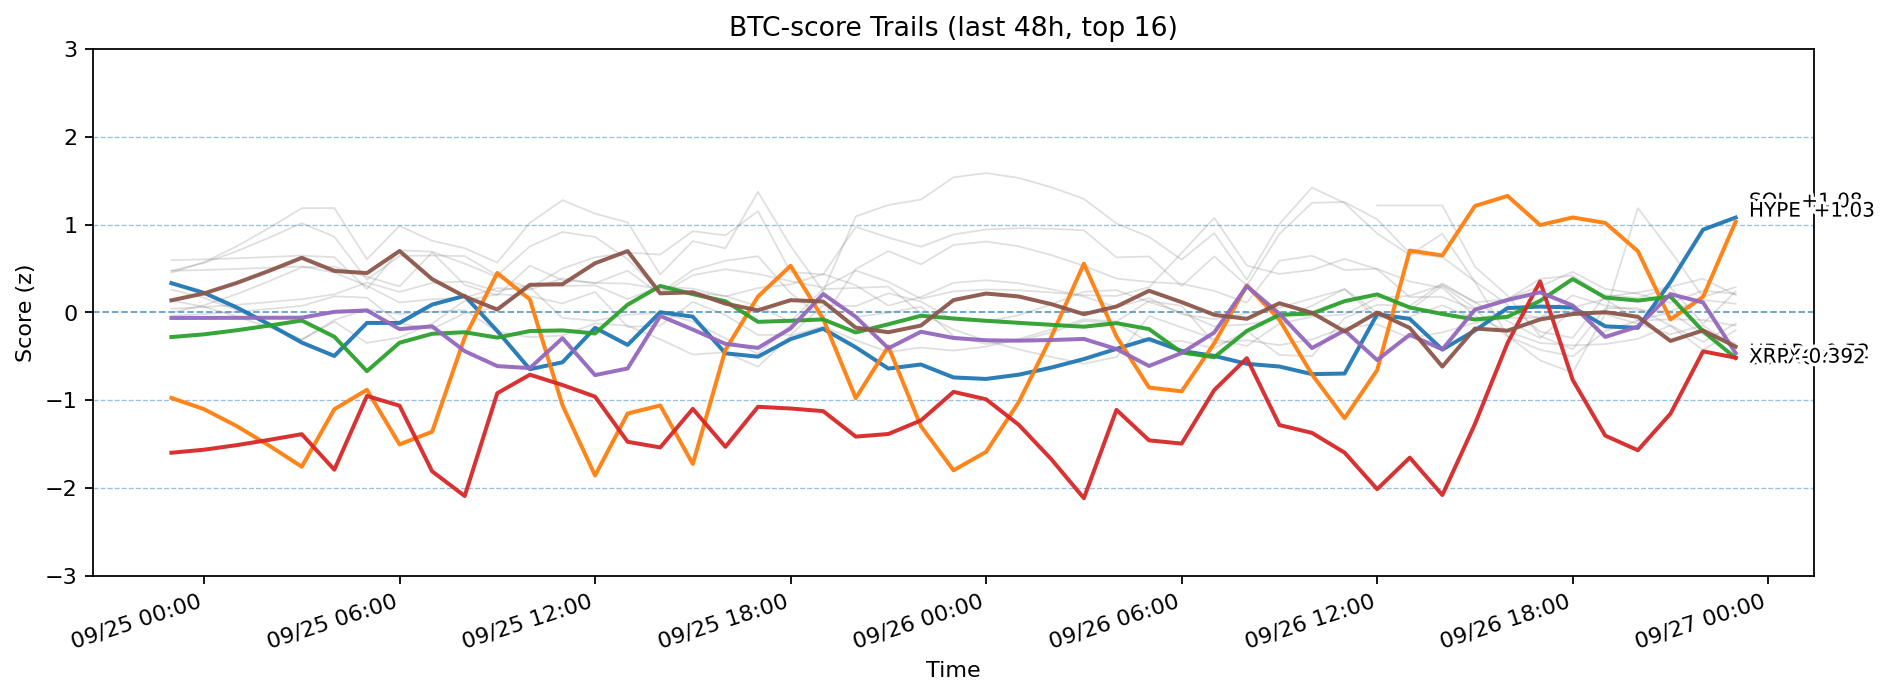 BTC-score Trails (last 48h, top 16)
3
2
1
0
−1
−2
−3
Score (z)
SOL +1.08
HYPE +1.03
XRP
09/25 00:00
09/25 06:00
09/25 12:00
09/25 18:00
09/26 00:00
09/26 06:00
09/26 12:00
09/26 18:00
09/27 00:00
Time